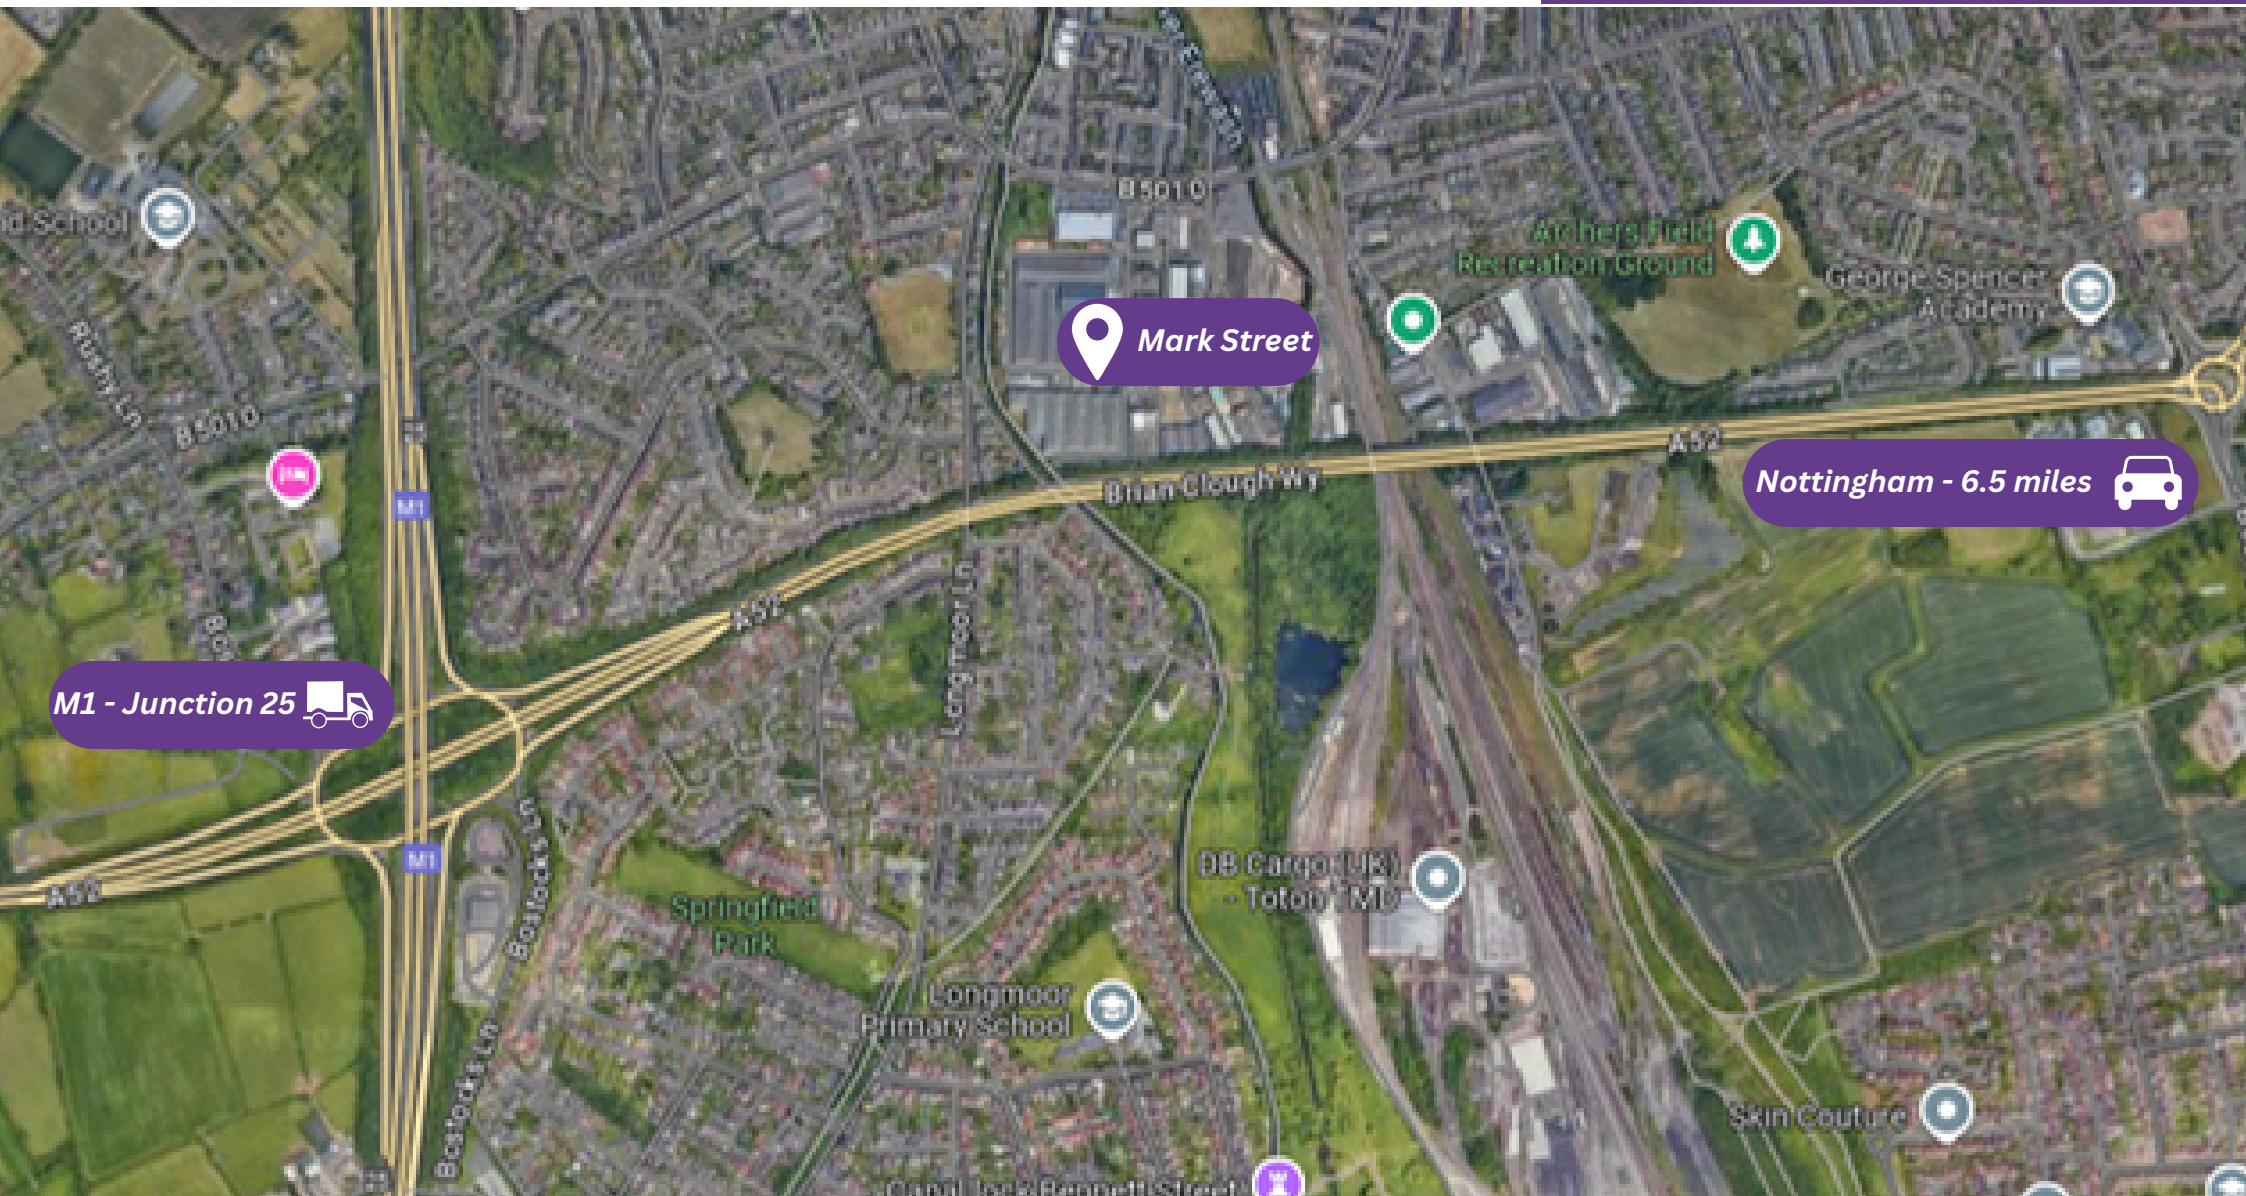 B5010
id School
Archers Field
Recreation Ground
George Spencer
Academy
Mark Street
Rushy Ln
B5010
M1
A52
Brian Clough Wy
Nottingham - 6.5 miles
A52
Longmoor Ln
M1 - Junction 25
M1
A52
Bostocks Ln
DB Cargo (UK)
- Toton TMD
Springfield
Park
Longmoor
Primary School
Bostocks Ln
Skin Couture